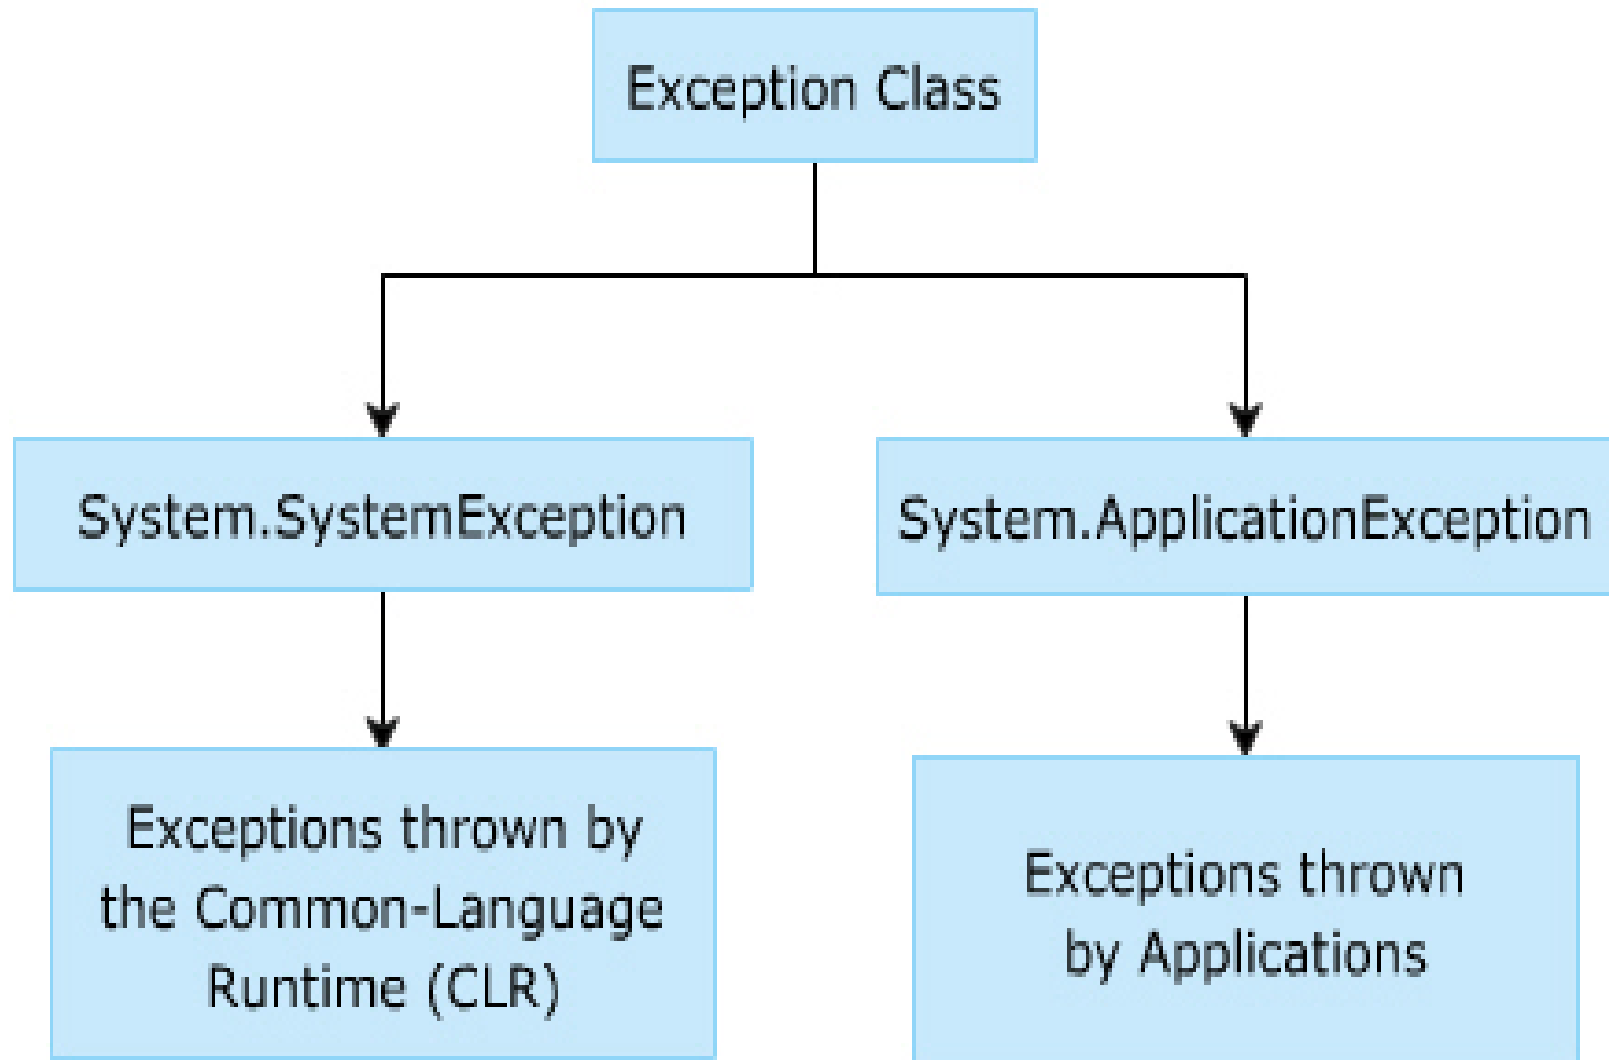 Exception Class
System.SystemException
System.ApplicationException
Exceptions thrown by
the Common-Language
Runtime (CLR)
Exceptions thrown
by Applications